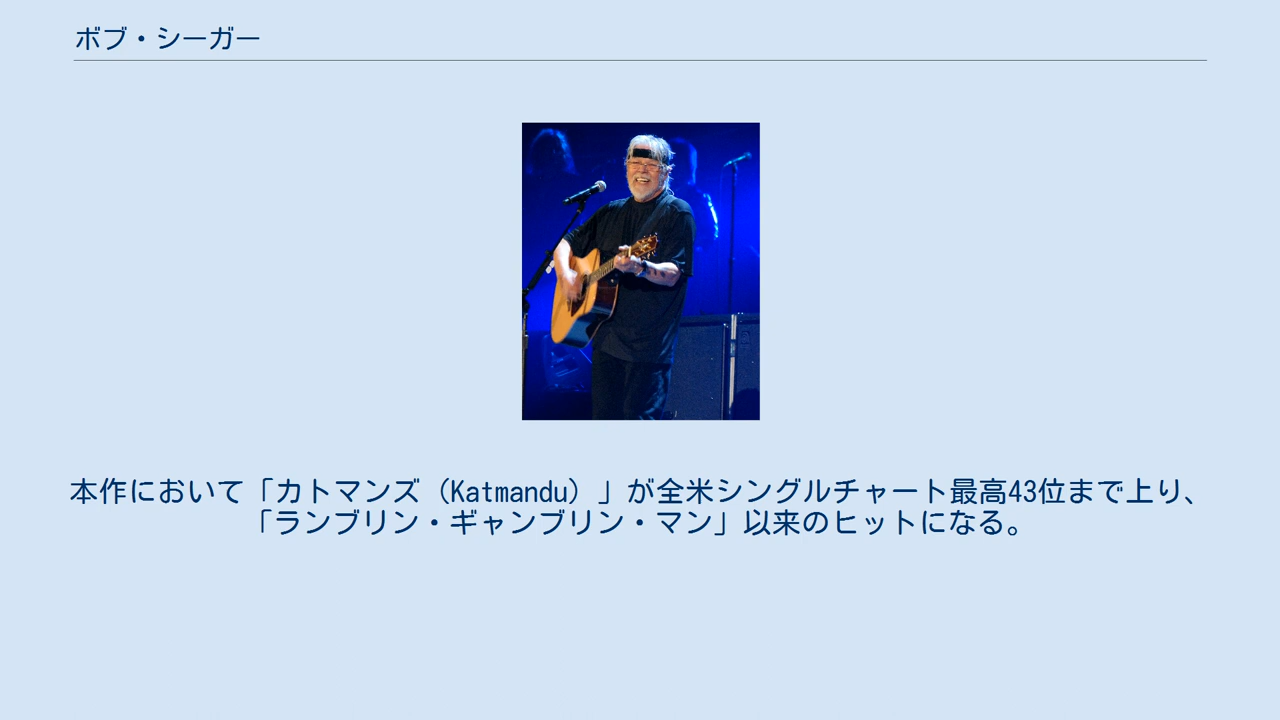 ボブ・シーガー
本作において「カトマンズ（Katmandu）」が全米シングルチャート最高43位まで上り、
「ランブリン・ギャンブリン・マン」以来のヒットになる。